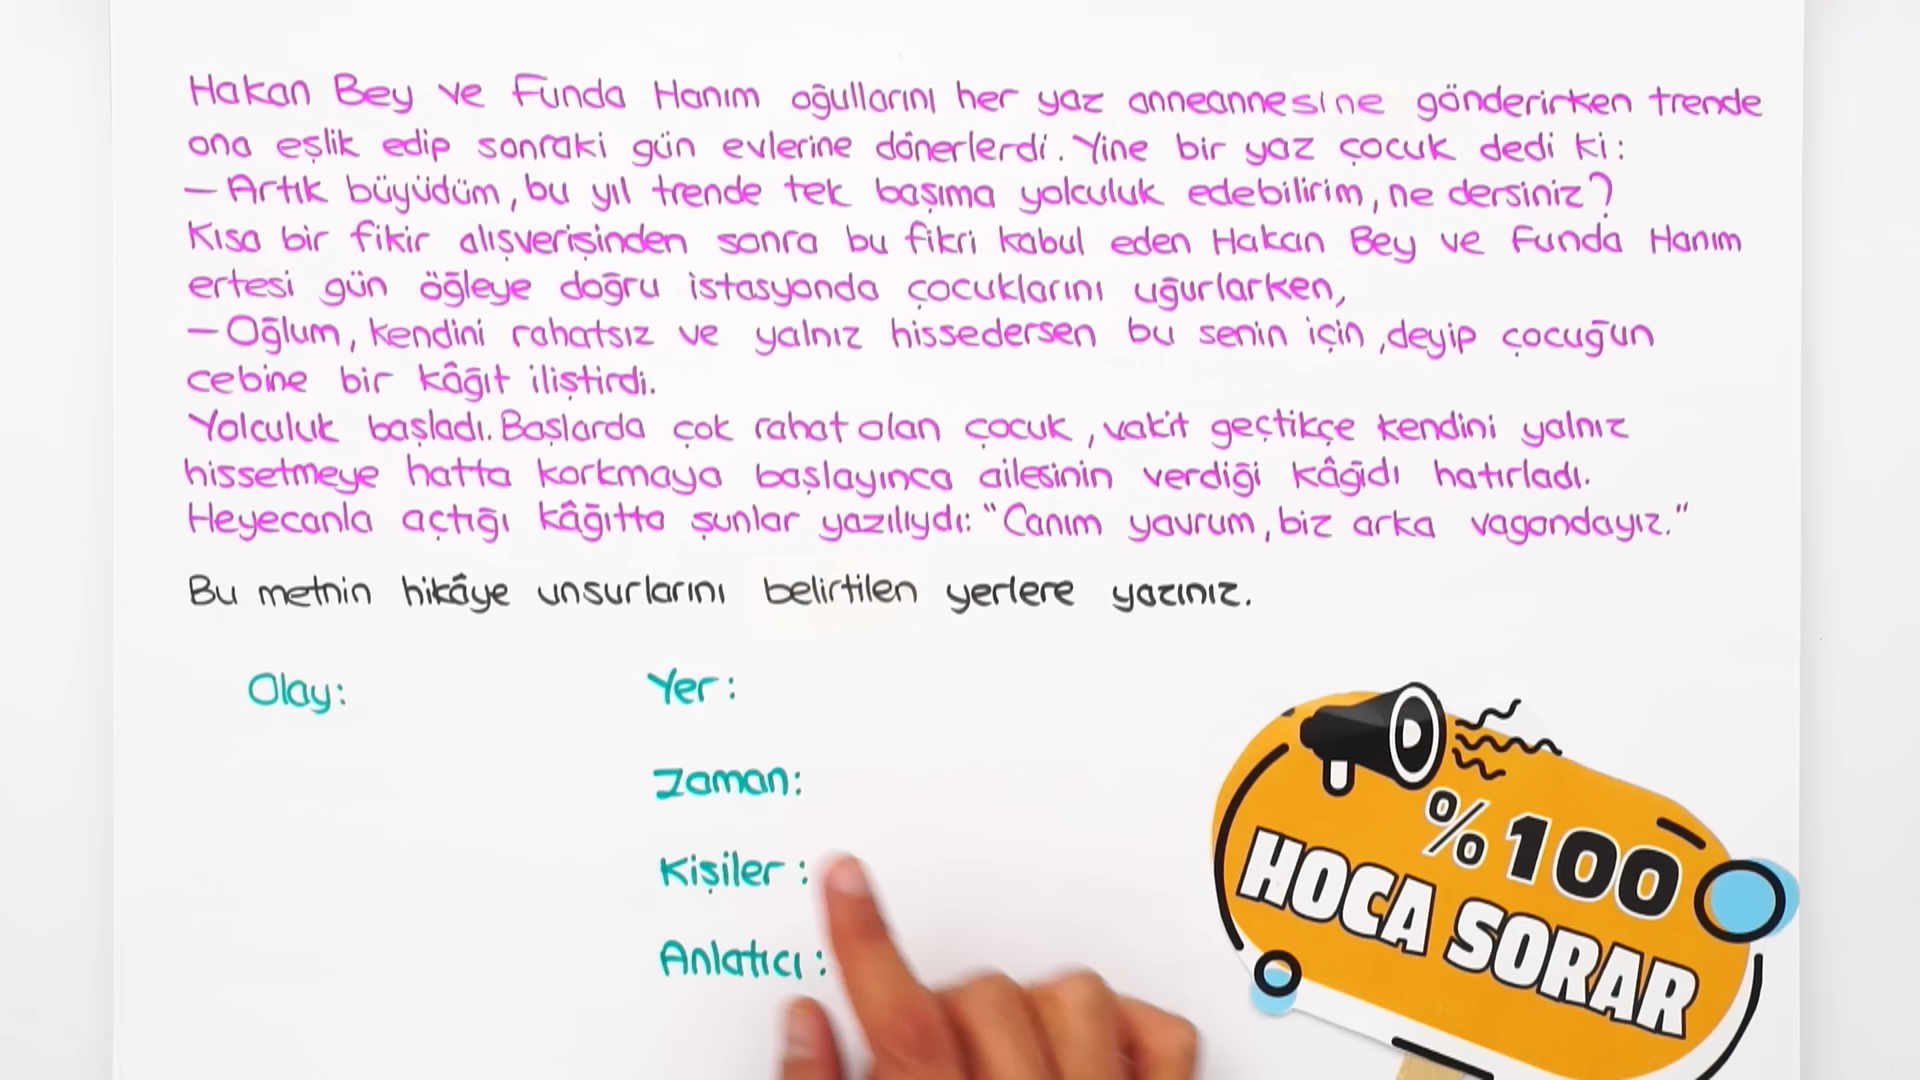 Hakan Bey ve Funda Hanım oğullarını her yaz anneannesine gönderirken trende
ona eşlik edip sonraki gün evlerine dönerlerdi. Yine bir yaz çocuk dedi ki:
— Artık büyüdüm, bu yıl trende tek başıma yolculuk edebilirim, ne dersiniz?
Kısa bir fikir alışverişinden sonra bu fikri kabul eden Hakan Bey ve Funda Hanım
ertesi gün öğleye doğru istasyonda çocuklarını uğurlarken,
— Oğlum, kendini rahatsız ve yalnız hissedersen bu senin için, deyip çocuğun
cebine bir kâğıt iliştirdi.
Yolculuk başladı. Başlarda çok rahat olan çocuk, vakit geçtikçe kendini yalnız
hissetmeye hatta korkmaya başlayınca ailesinin verdiği kâğıdı hatırladı.
Heyecanla açtığı kâğıtta şunlar yazılıydı: "Canım yavrum, biz arka vagondayız."
Bu metnin hikâye unsurlarını belirtilen yerlere yazınız.
Olay:
Yer:
Zaman:
Kişiler:
Anlatıcı:
%100
HOCA SORAR